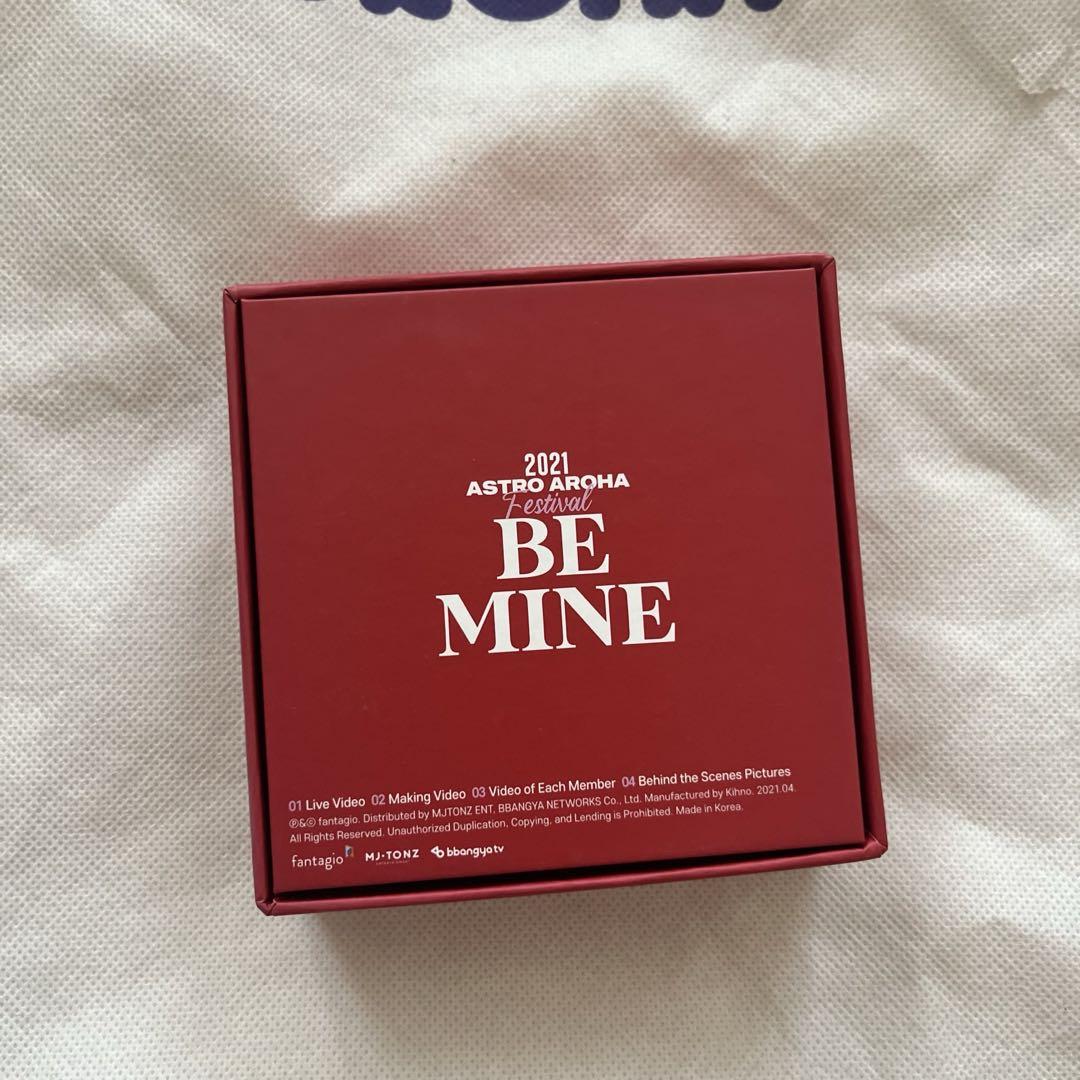 2021
ASTRO AROHA
Festival
BE
MINE
01 Live Video 02 Making Video 03 Video of Each Member 04 Behind the Scenes Pictures
℗&© fantagio. Distributed by MJTONZ ENT. BBANGYA NETWORKS Co., Ltd. Manufactured by Kihno. 2021.04.
All Rights Reserved. Unauthorized Duplication, Copying, and Lending is Prohibited. Made in Korea.
fantagio MJ·TONZ bbangyatv